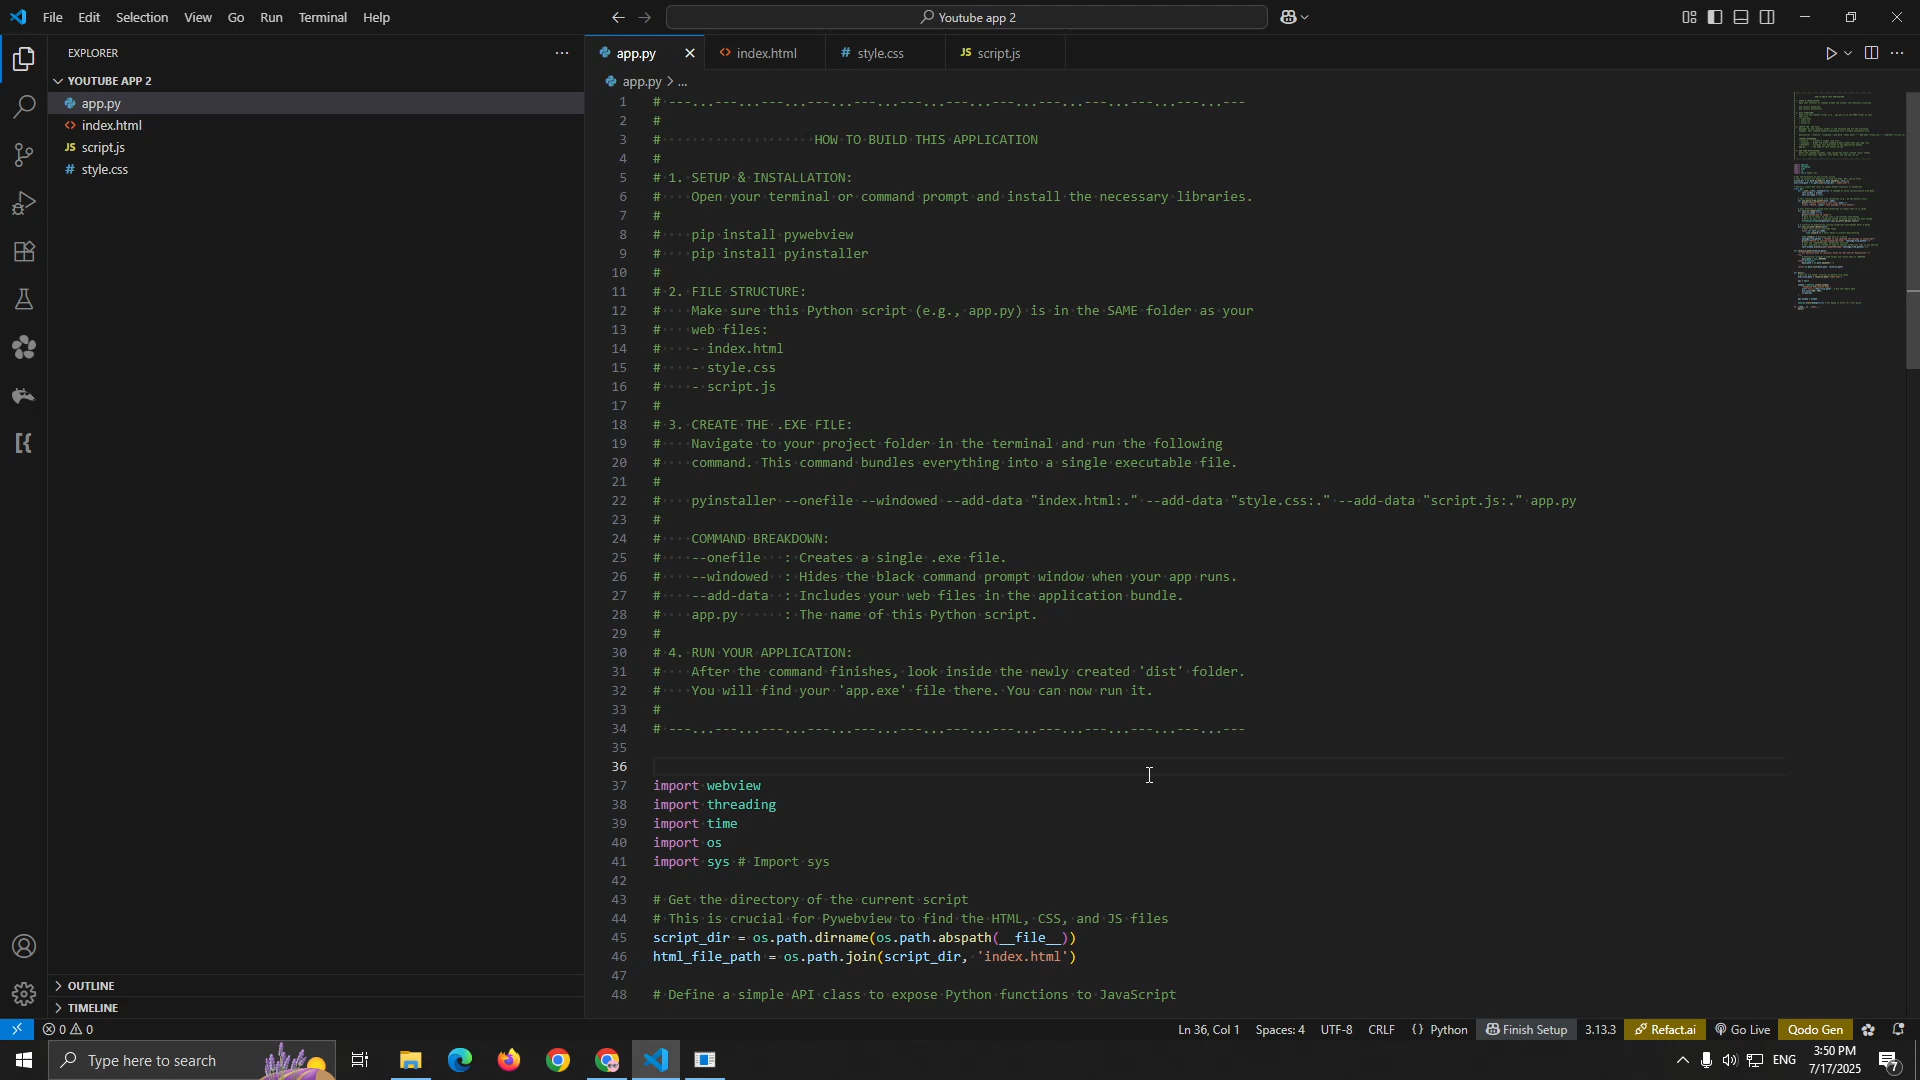 File Edit Selection View Go Run Terminal Help
Youtube app 2
EXPLORER
YOUTUBE APP 2
app.py
index.html
script.js
style.css
OUTLINE
TIMELINE
app.py index.html style.css script.js
app.py > ...
1 # ---...---...---...---...---...---...---...---...---...---...---...---
2 #
3 # HOW TO BUILD THIS APPLICATION
4 #
5 # 1. SETUP & INSTALLATION:
6 # Open your terminal or command prompt and install the necessary libraries.
7 #
8 # pip install pywebview
9 # pip install pyinstaller
10 #
11 # 2. FILE STRUCTURE:
12 # Make sure this Python script (e.g., app.py) is in the SAME folder as your
13 # web files:
14 # - index.html
15 # - style.css
16 # - script.js
17 #
18 # 3. CREATE THE .EXE FILE:
19 # Navigate to your project folder in the terminal and run the following
20 # command. This command bundles everything into a single executable file.
21 #
22 # pyinstaller --onefile --windowed --add-data "index.html:." --add-data "style.css:." --add-data "script.js:." app.py
23 #
24 # COMMAND BREAKDOWN:
25 # --onefile : Creates a single .exe file.
26 # --windowed : Hides the black command prompt window when your app runs.
27 # --add-data : Includes your web files in the application bundle.
28 # app.py : The name of this Python script.
29 #
30 # 4. RUN YOUR APPLICATION:
31 # After the command finishes, look inside the newly created 'dist' folder.
32 # You will find your 'app.exe' file there. You can now run it.
33 #
34 # ---...---...---...---...---...---...---...---...---...---...---...---
35
36
37 import webview
38 import threading
39 import time
40 import os
41 import sys # Import sys
42
43 # Get the directory of the current script
44 # This is crucial for Pywebview to find the HTML, CSS, and JS files
45 script_dir = os.path.dirname(os.path.abspath(__file__))
46 html_file_path = os.path.join(script_dir, 'index.html')
47
48 # Define a simple API class to expose Python functions to JavaScript
0 0
Ln 36, Col 1 Spaces: 4 UTF-8 CRLF {} Python Finish Setup 3.13.3 Refact.ai Go Live Qodo Gen
Type here to search
ENG
3:50 PM
7/17/2025
7